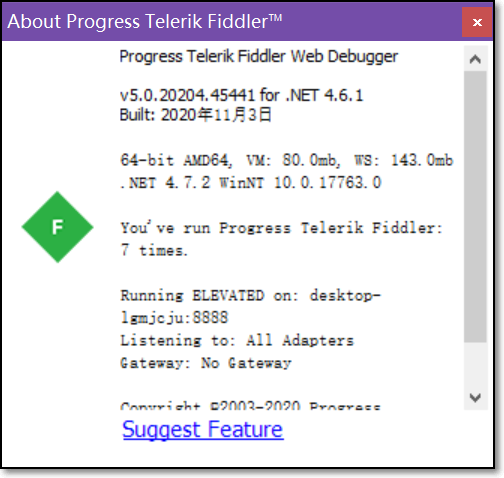 About Progress Telerik Fiddler™
Progress Telerik Fiddler Web Debugger
v5.0.20204.45441 for .NET 4.6.1
Built: 2020年11月3日
64-bit AMD64, VM: 80.0mb, WS: 143.0mb
.NET 4.7.2 WinNT 10.0.17763.0
F
You've run Progress Telerik Fiddler:
7 times.
Running ELEVATED on: desktop-
lgmjcju:8888
Listening to: All Adapters
Gateway: No Gateway
Copyright ©2003-2020 Progress
Suggest Feature